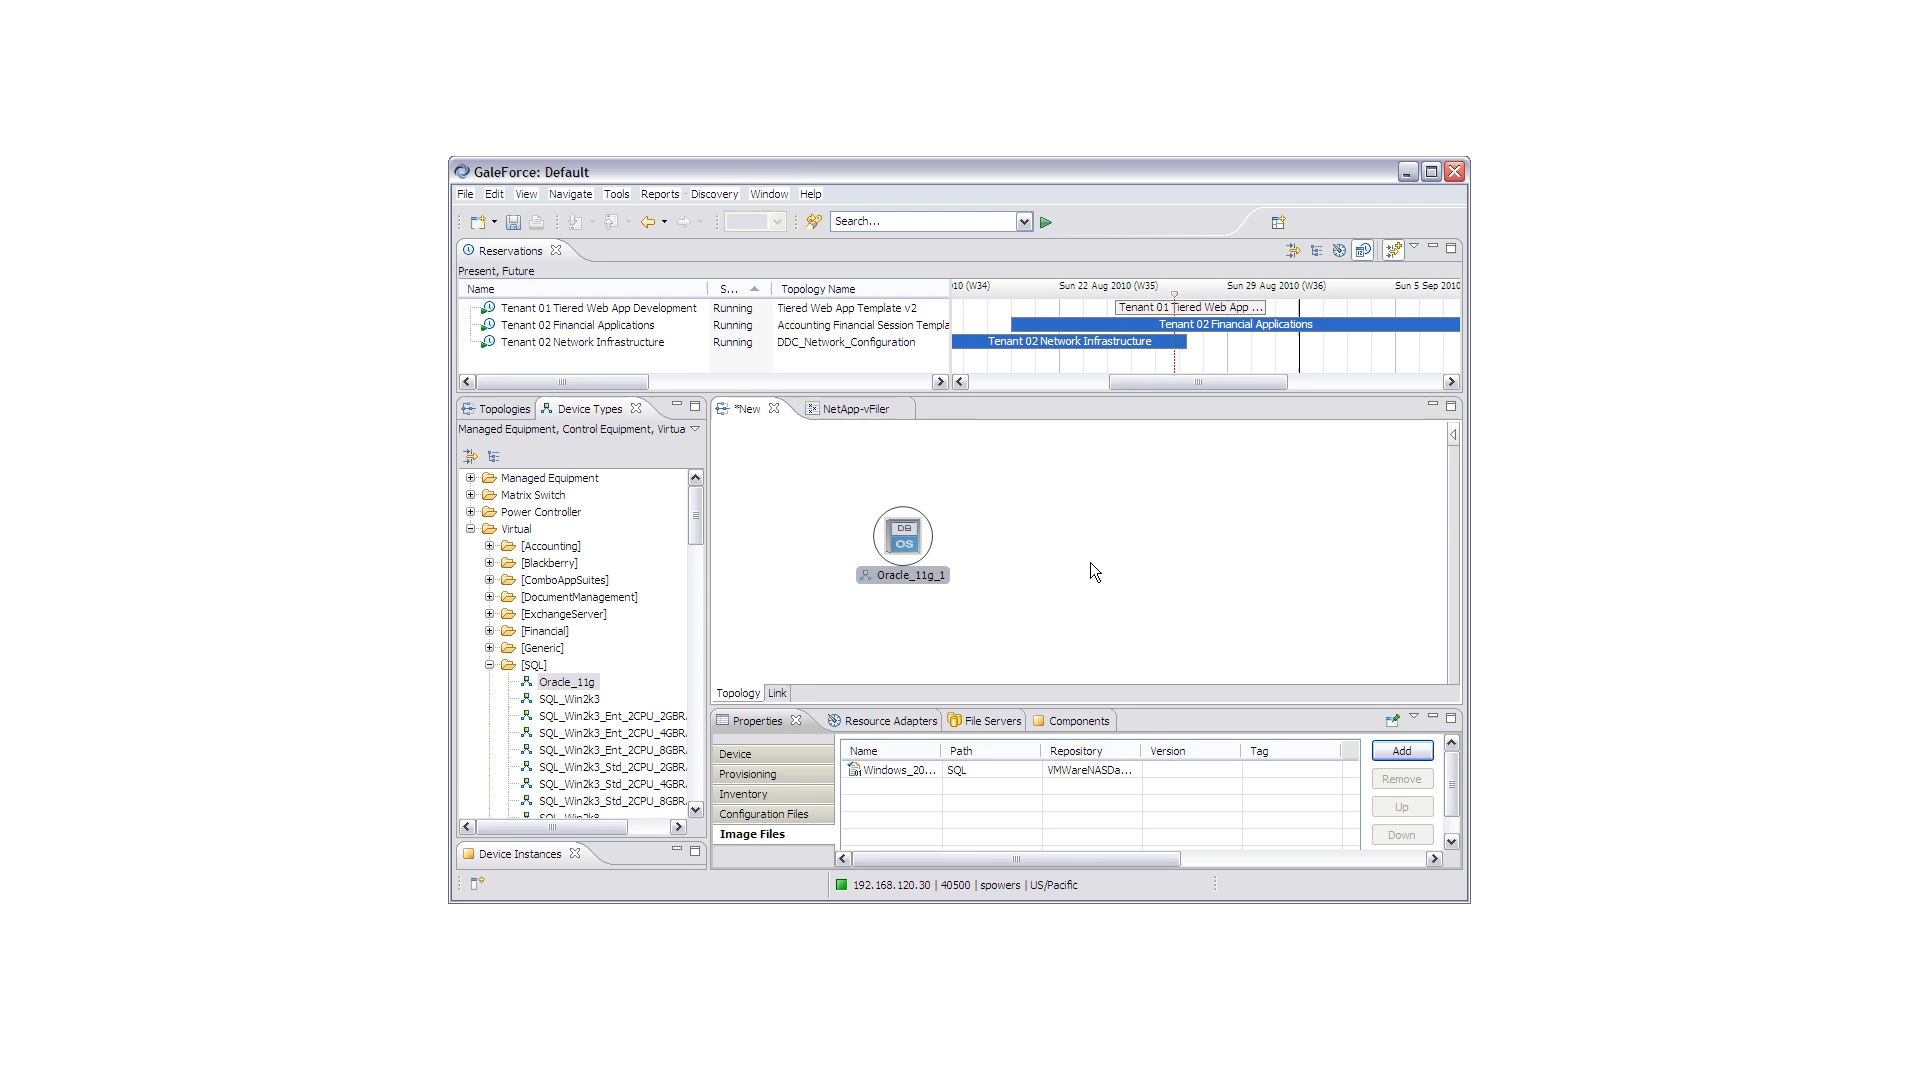 GaleForce: Default
File Edit View Navigate Tools Reports Discovery Window Help
Search...
Reservations
Present, Future
Name S... Topology Name
Tenant 01 Tiered Web App Development Running Tiered Web App Template v2
Tenant 02 Financial Applications Running Accounting Financial Session Templa
Tenant 02 Network Infrastructure Running DDC_Network_Configuration
10 (W34) Sun 22 Aug 2010 (W35) Sun 29 Aug 2010 (W36) Sun 5 Sep 2010
Tenant 01 Tiered Web App ...
Tenant 02 Financial Applications
Tenant 02 Network Infrastructure
Topologies Device Types
Managed Equipment, Control Equipment, Virtua
Managed Equipment
Matrix Switch
Power Controller
Virtual
[Accounting]
[Blackberry]
[ComboAppSuites]
[DocumentManagement]
[ExchangeServer]
[Financial]
[Generic]
[SQL]
Oracle_11g
SQL_Win2k3
SQL_Win2k3_Ent_2CPU_2GBR
SQL_Win2k3_Ent_2CPU_4GBR
SQL_Win2k3_Ent_2CPU_8GBR
SQL_Win2k3_Std_2CPU_2GBR
SQL_Win2k3_Std_2CPU_4GBR
SQL_Win2k3_Std_2CPU_8GBR
SQL_Win2k8
Device Instances
*New NetApp-vFiler
DB
OS
Oracle_11g_1
Topology Link
Properties Resource Adapters File Servers Components
Device
Provisioning
Inventory
Configuration Files
Image Files
Name Path Repository Version Tag
Windows_20... SQL VMWareNASDa...
Add
Remove
Up
Down
192.168.120.30 | 40500 | spowers | US/Pacific